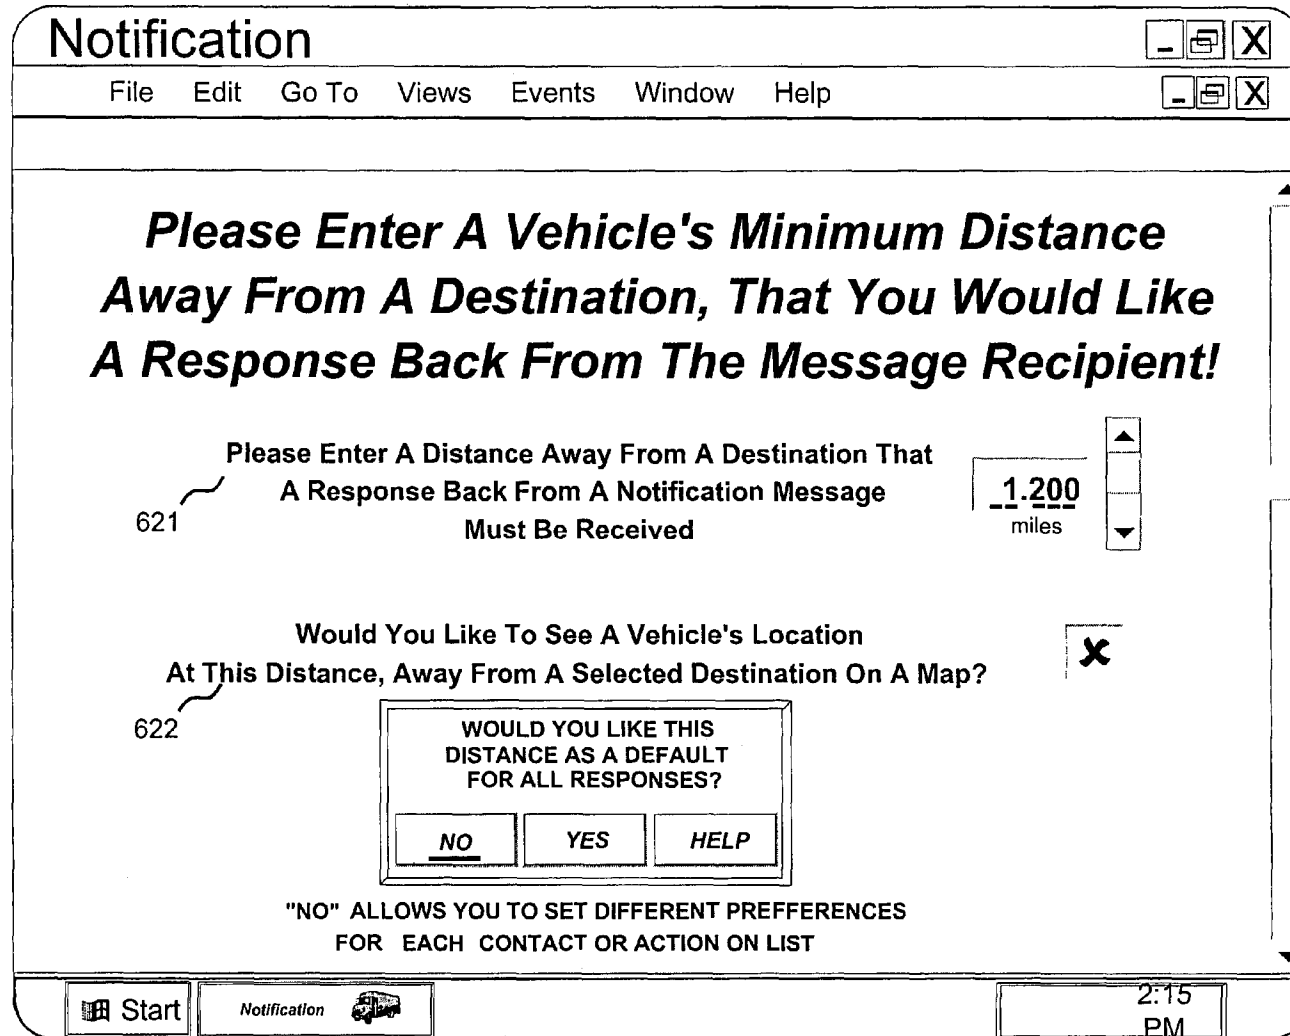 Notification
File Edit Go To Views Events Window Help
Please Enter A Vehicle's Minimum Distance
Away From A Destination, That You Would Like
A Response Back From The Message Recipient!
Please Enter A Distance Away From A Destination That
A Response Back From A Notification Message
Must Be Received
1.200
miles
621
Would You Like To See A Vehicle's Location
At This Distance, Away From A Selected Destination On A Map?
622
WOULD YOU LIKE THIS
DISTANCE AS A DEFAULT
FOR ALL RESPONSES?
NO YES HELP
"NO" ALLOWS YOU TO SET DIFFERENT PREFFERENCES
FOR EACH CONTACT OR ACTION ON LIST
Start Notification 2:15
PM